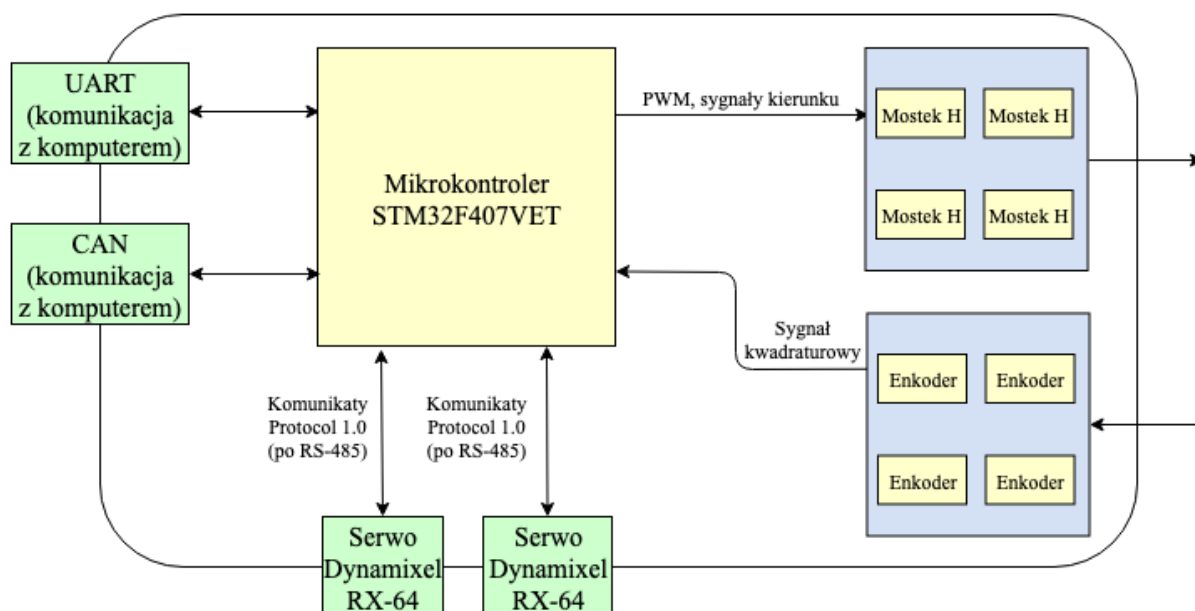 UART
(komunikacja
z komputerem)
CAN
(komunikacja
z komputerem)
Mikrokontroler
STM32F407VET
PWM, sygnały kierunku
Mostek H
Mostek H
Mostek H
Mostek H
Sygnał
kwadraturowy
Enkoder
Enkoder
Enkoder
Enkoder
Komunikaty
Protocol 1.0
(po RS-485)
Komunikaty
Protocol 1.0
(po RS-485)
Serwo
Dynamixel
RX-64
Serwo
Dynamixel
RX-64